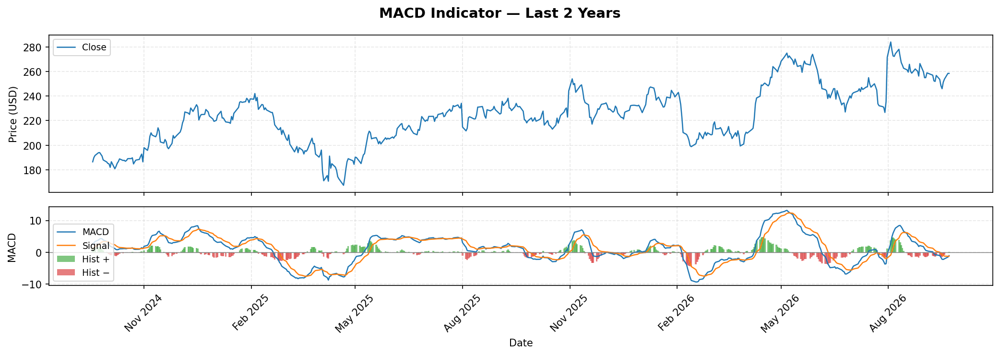 MACD Indicator — Last 2 Years
Price (USD)
280
260
240
220
200
180
Close
MACD
10
0
−10
MACD
Signal
Hist +
Hist −
Nov 2024
Feb 2025
May 2025
Aug 2025
Nov 2025
Feb 2026
May 2026
Aug 2026
Date